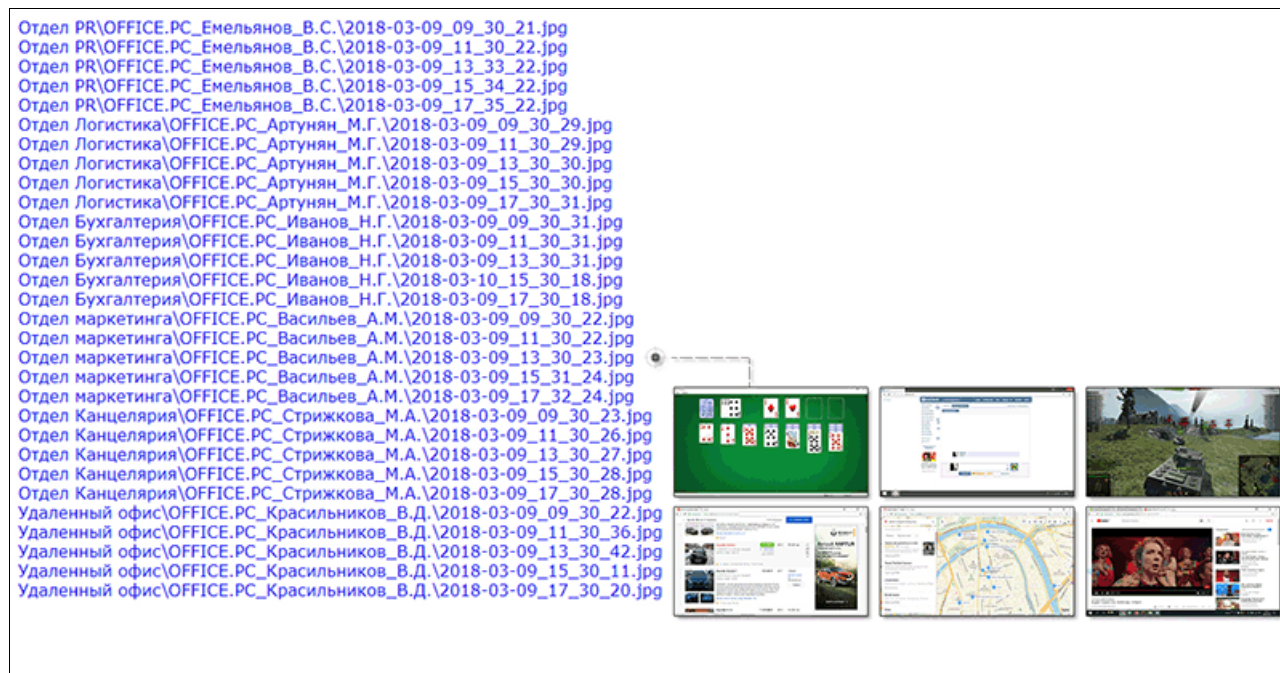 Отдел PR\OFFICE.PC_Емельянов_В.С.\2018-03-09_09_30_21.jpg
Отдел PR\OFFICE.PC_Емельянов_В.С.\2018-03-09_11_30_22.jpg
Отдел PR\OFFICE.PC_Емельянов_В.С.\2018-03-09_13_33_22.jpg
Отдел PR\OFFICE.PC_Емельянов_В.С.\2018-03-09_15_34_22.jpg
Отдел PR\OFFICE.PC_Емельянов_В.С.\2018-03-09_17_35_22.jpg
Отдел Логистика\OFFICE.PC_Артунян_М.Г.\2018-03-09_09_30_29.jpg
Отдел Логистика\OFFICE.PC_Артунян_М.Г.\2018-03-09_11_30_29.jpg
Отдел Логистика\OFFICE.PC_Артунян_М.Г.\2018-03-09_13_30_30.jpg
Отдел Логистика\OFFICE.PC_Артунян_М.Г.\2018-03-09_15_30_30.jpg
Отдел Логистика\OFFICE.PC_Артунян_М.Г.\2018-03-09_17_30_31.jpg
Отдел Бухгалтерия\OFFICE.PC_Иванов_Н.Г.\2018-03-09_09_30_31.jpg
Отдел Бухгалтерия\OFFICE.PC_Иванов_Н.Г.\2018-03-09_11_30_31.jpg
Отдел Бухгалтерия\OFFICE.PC_Иванов_Н.Г.\2018-03-09_13_30_31.jpg
Отдел Бухгалтерия\OFFICE.PC_Иванов_Н.Г.\2018-03-10_15_30_18.jpg
Отдел Бухгалтерия\OFFICE.PC_Иванов_Н.Г.\2018-03-09_17_30_18.jpg
Отдел маркетинга\OFFICE.PC_Васильев_А.М.\2018-03-09_09_30_22.jpg
Отдел маркетинга\OFFICE.PC_Васильев_А.М.\2018-03-09_11_30_22.jpg
Отдел маркетинга\OFFICE.PC_Васильев_А.М.\2018-03-09_13_30_23.jpg
Отдел маркетинга\OFFICE.PC_Васильев_А.М.\2018-03-09_15_31_24.jpg
Отдел маркетинга\OFFICE.PC_Васильев_А.М.\2018-03-09_17_32_24.jpg
Отдел Канцелярия\OFFICE.PC_Стрижкова_М.А.\2018-03-09_09_30_23.jpg
Отдел Канцелярия\OFFICE.PC_Стрижкова_М.А.\2018-03-09_11_30_26.jpg
Отдел Канцелярия\OFFICE.PC_Стрижкова_М.А.\2018-03-09_13_30_27.jpg
Отдел Канцелярия\OFFICE.PC_Стрижкова_М.А.\2018-03-09_15_30_28.jpg
Отдел Канцелярия\OFFICE.PC_Стрижкова_М.А.\2018-03-09_17_30_28.jpg
Удаленный офис\OFFICE.PC_Красильников_В.Д.\2018-03-09_09_30_22.jpg
Удаленный офис\OFFICE.PC_Красильников_В.Д.\2018-03-09_11_30_36.jpg
Удаленный офис\OFFICE.PC_Красильников_В.Д.\2018-03-09_13_30_42.jpg
Удаленный офис\OFFICE.PC_Красильников_В.Д.\2018-03-09_15_30_11.jpg
Удаленный офис\OFFICE.PC_Красильников_В.Д.\2018-03-09_17_30_20.jpg